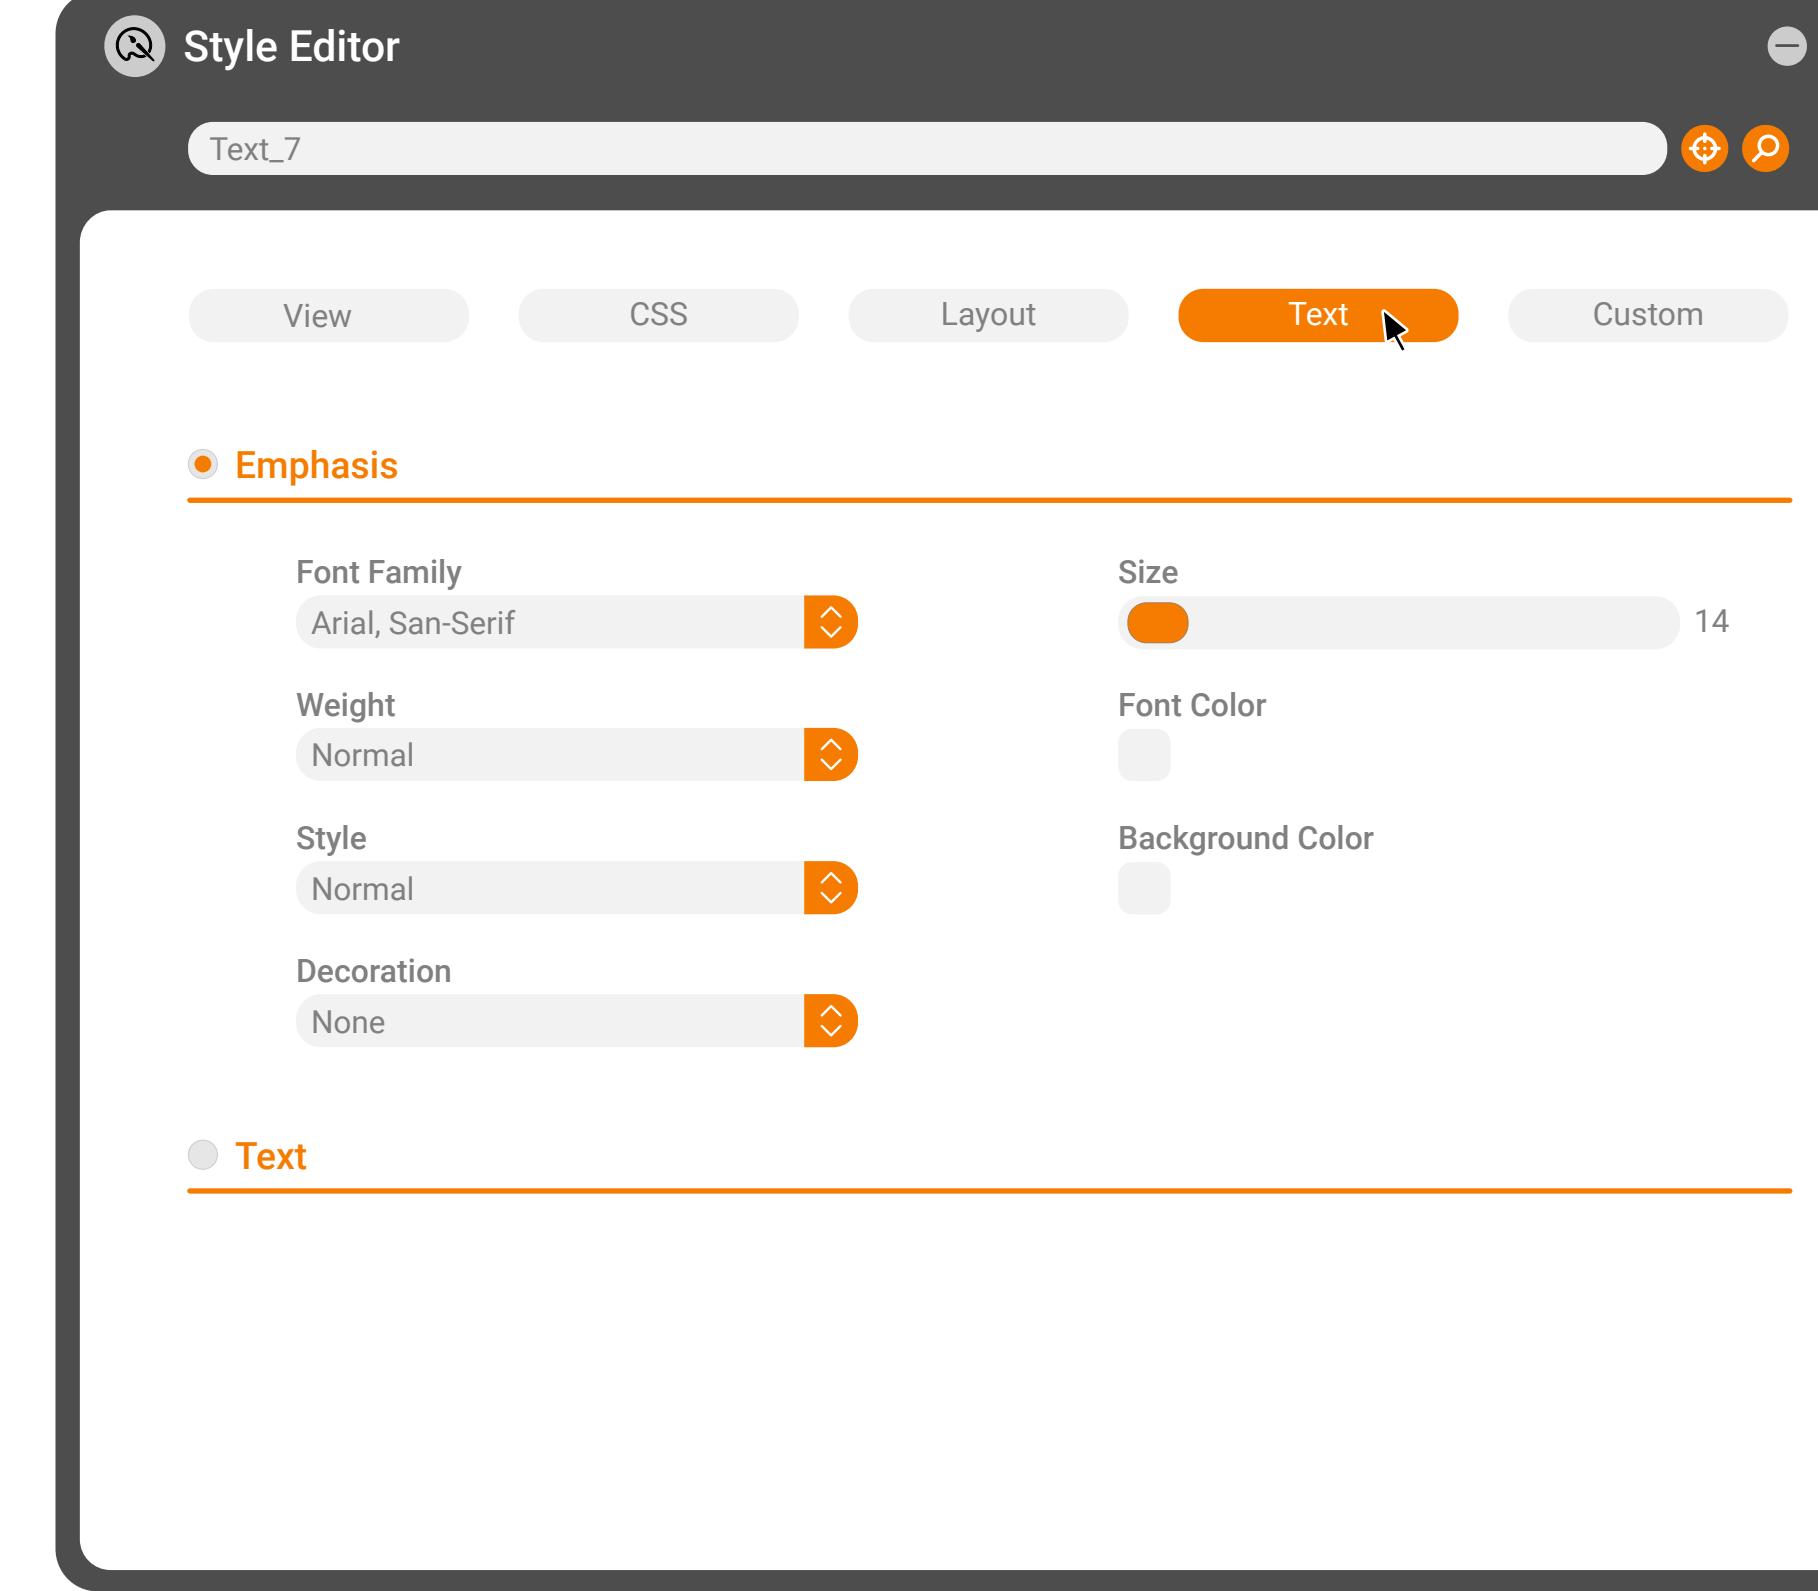 Style Editor
Text_7
View
CSS
Layout
Text
Custom
Emphasis
Font Family
Size
Arial, San-Serif
14
Weight
Font Color
Normal
Style
Background Color
Normal
Decoration
None
Text